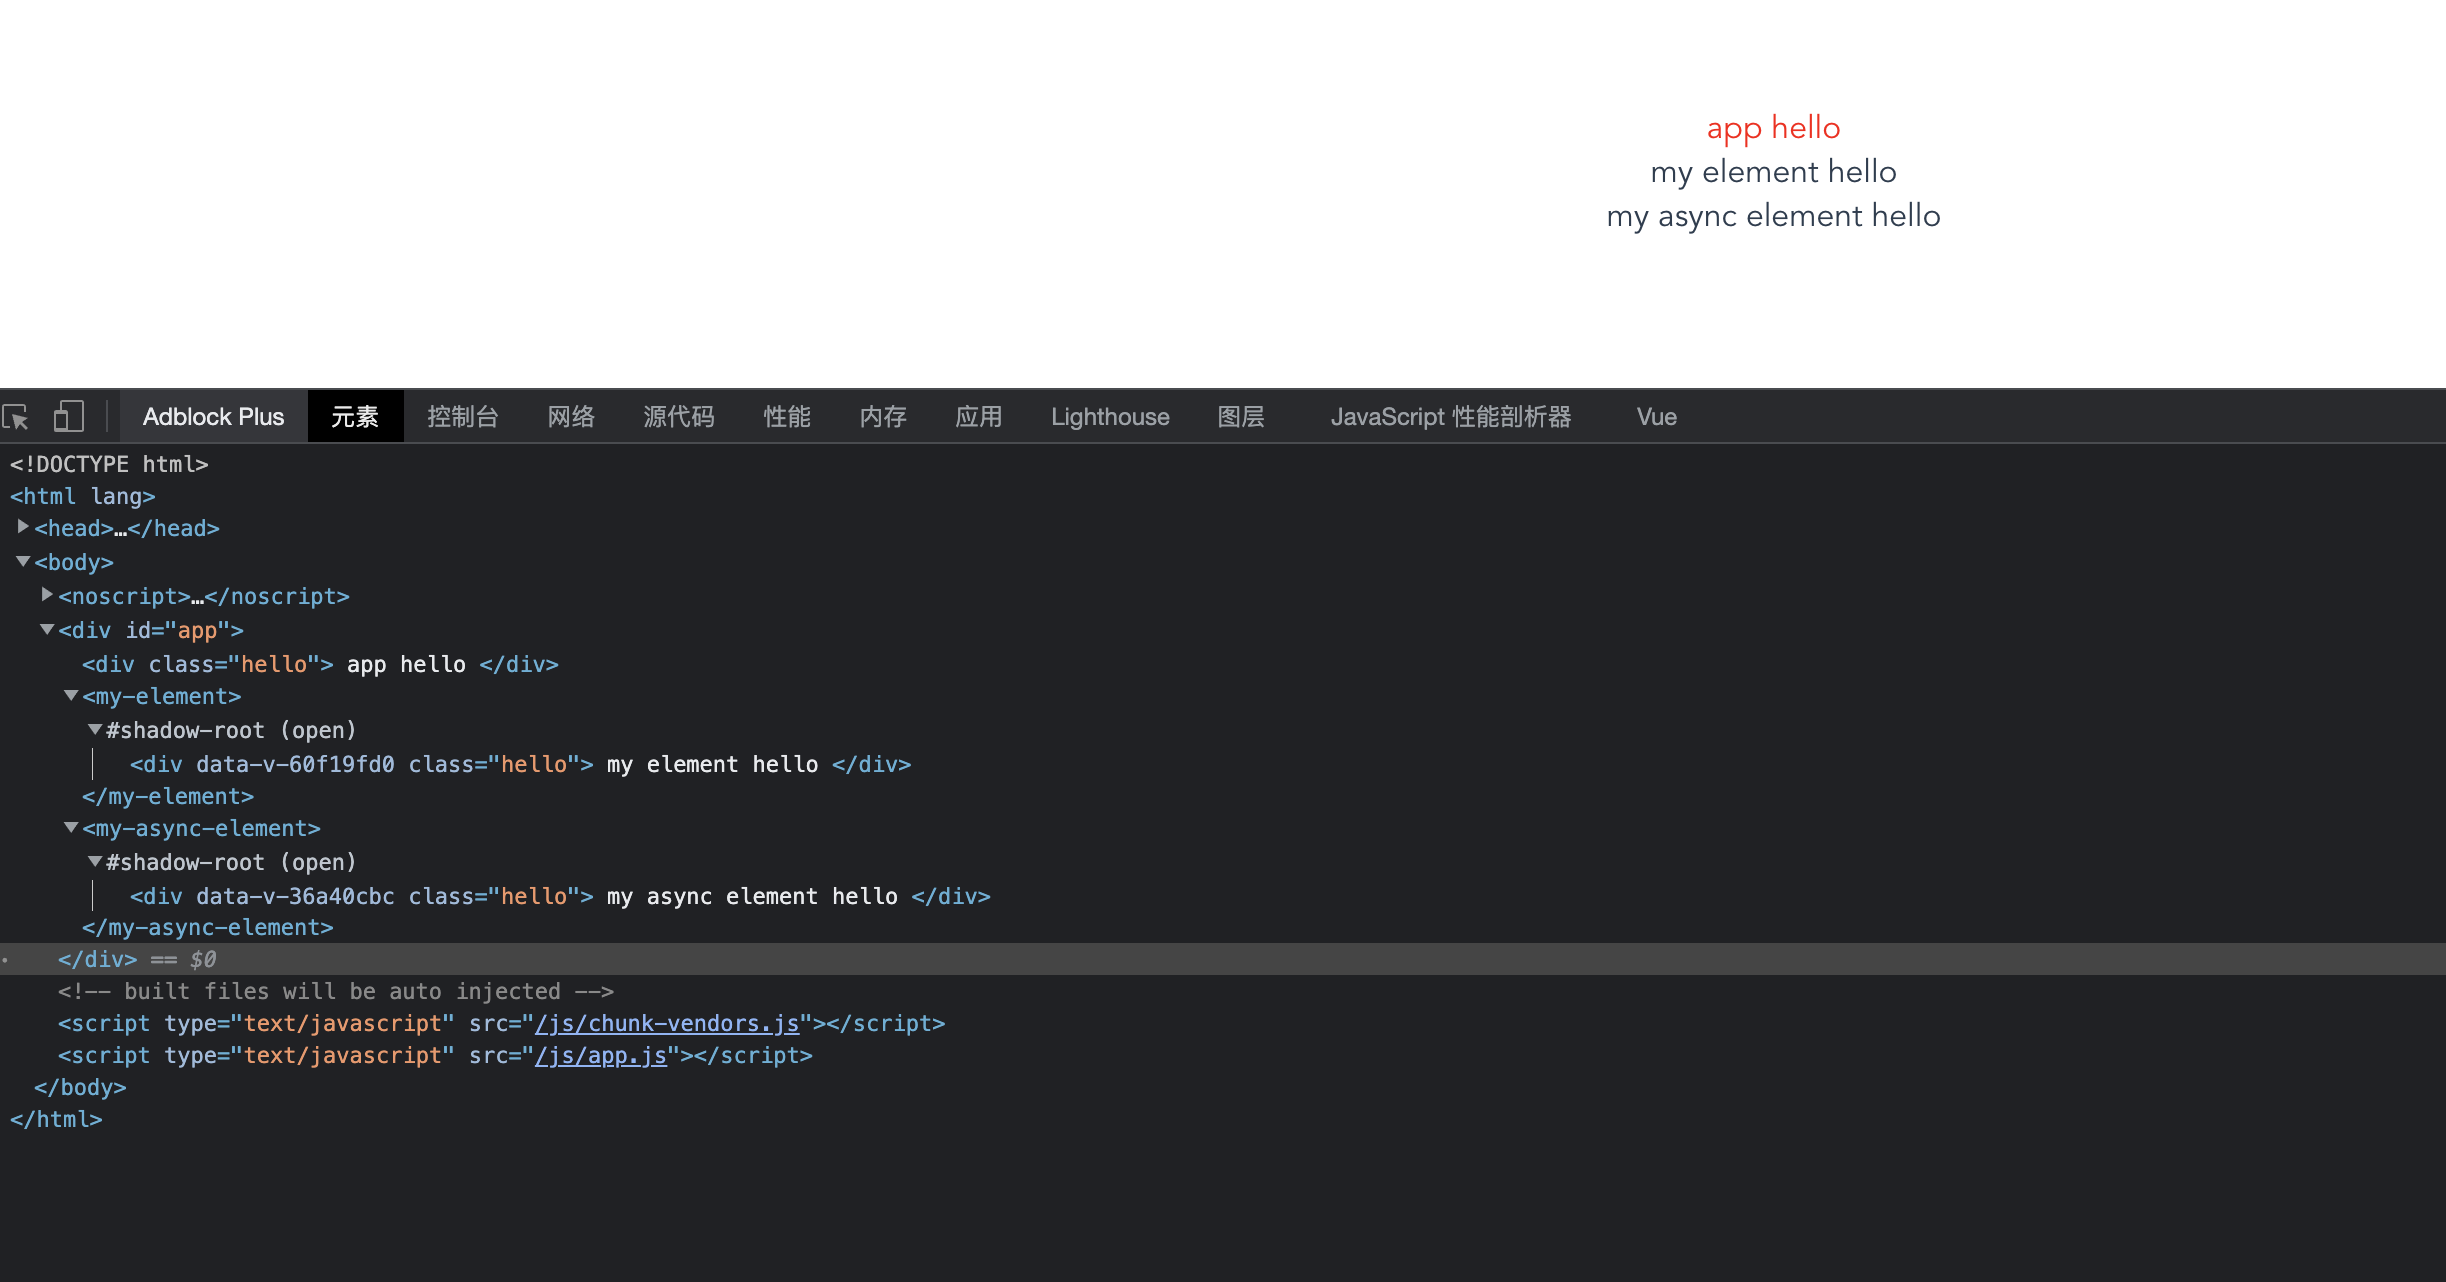 app hello
my element hello
my async element hello
Adblock Plus 元素 控制台 网络 源代码 性能 内存 应用 Lighthouse 图层 JavaScript 性能剖析器 Vue
<!DOCTYPE html>
<html lang>
<head>…</head>
<body>
<noscript>…</noscript>
<div id="app">
<div class="hello"> app hello </div>
<my-element>
#shadow-root (open)
<div data-v-60f19fd0 class="hello"> my element hello </div>
</my-element>
<my-async-element>
#shadow-root (open)
<div data-v-36a40cbc class="hello"> my async element hello </div>
</my-async-element>
</div> == $0
<!-- built files will be auto injected -->
<script type="text/javascript" src="/js/chunk-vendors.js"></script>
<script type="text/javascript" src="/js/app.js"></script>
</body>
</html>